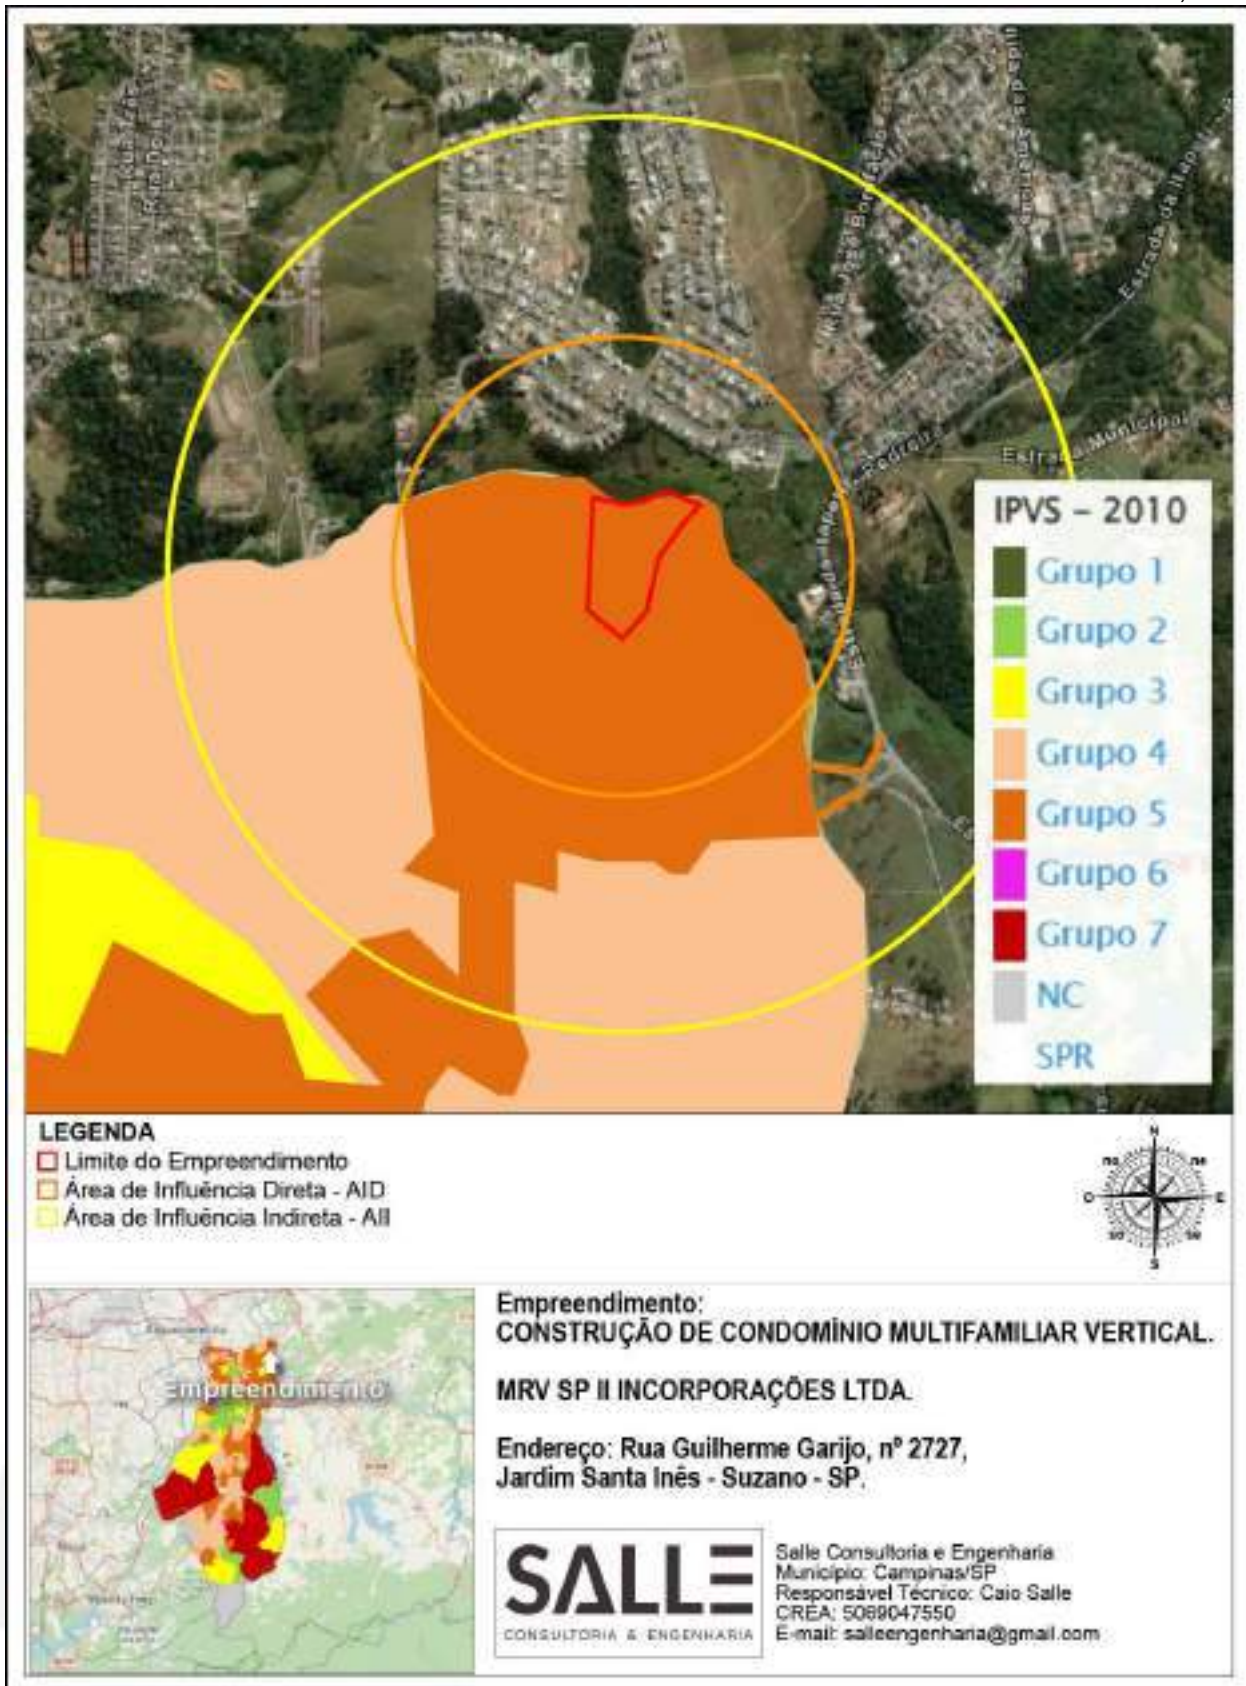 Estrada Municipal
IPVS – 2010
Grupo 1
Grupo 2
Grupo 3
Grupo 4
Grupo 5
Grupo 6
Grupo 7
NC
SPR
LEGENDA
Limite do Empreendimento
Área de Influência Direta - AID
Área de Influência Indireta - AII
N
no
ne
O
E
so
se
S
Empreendimento
Empreendimento:
CONSTRUÇÃO DE CONDOMÍNIO MULTIFAMILIAR VERTICAL.
MRV SP II INCORPORAÇÕES LTDA.
Endereço: Rua Guilherme Garijo, nº 2727,
Jardim Santa Inês - Suzano - SP.
SALLE
CONSULTORIA & ENGENHARIA
Salle Consultoria e Engenharia
Município: Campinas/SP
Responsável Técnico: Caio Salle
CREA: 5069047550
E-mail: salleengenharia@gmail.com